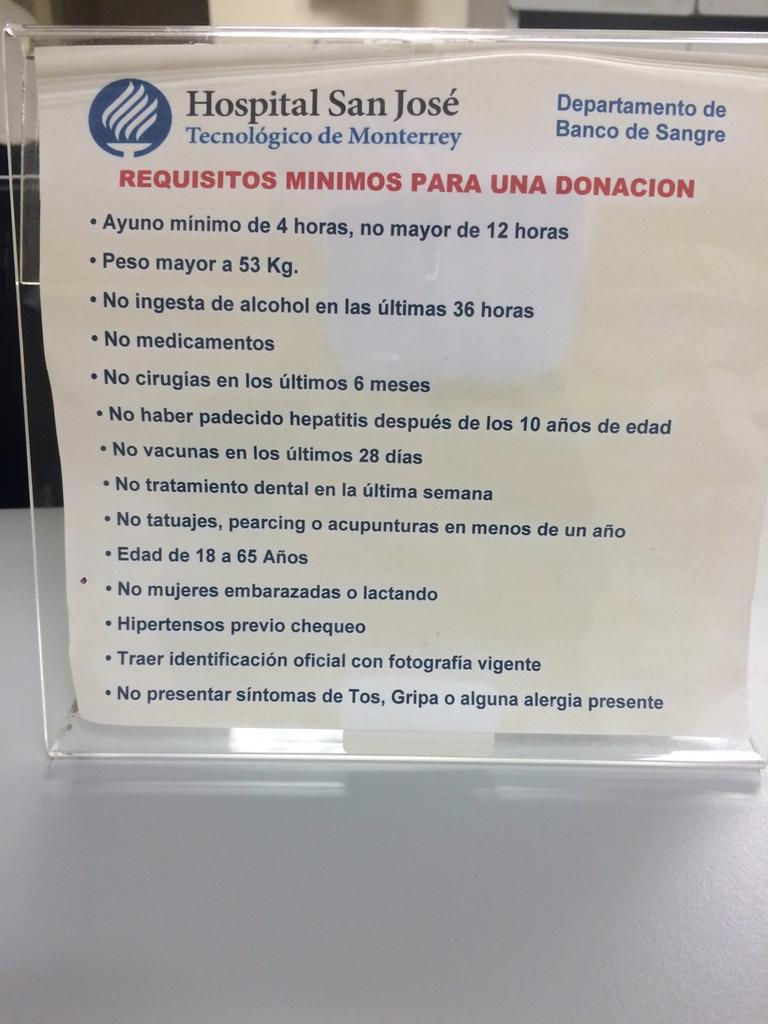 Hospital San José
Tecnológico de Monterrey
Departamento de
Banco de Sangre
REQUISITOS MINIMOS PARA UNA DONACION
• Ayuno mínimo de 4 horas, no mayor de 12 horas
• Peso mayor a 53 Kg.
• No ingesta de alcohol en las últimas 36 horas
• No medicamentos
• No cirugías en los últimos 6 meses
• No haber padecido hepatitis después de los 10 años de edad
• No vacunas en los últimos 28 días
• No tratamiento dental en la última semana
• No tatuajes, pearcing o acupunturas en menos de un año
• Edad de 18 a 65 Años
• No mujeres embarazadas o lactando
• Hipertensos previo chequeo
• Traer identificación oficial con fotografía vigente
• No presentar síntomas de Tos, Gripa o alguna alergia presente